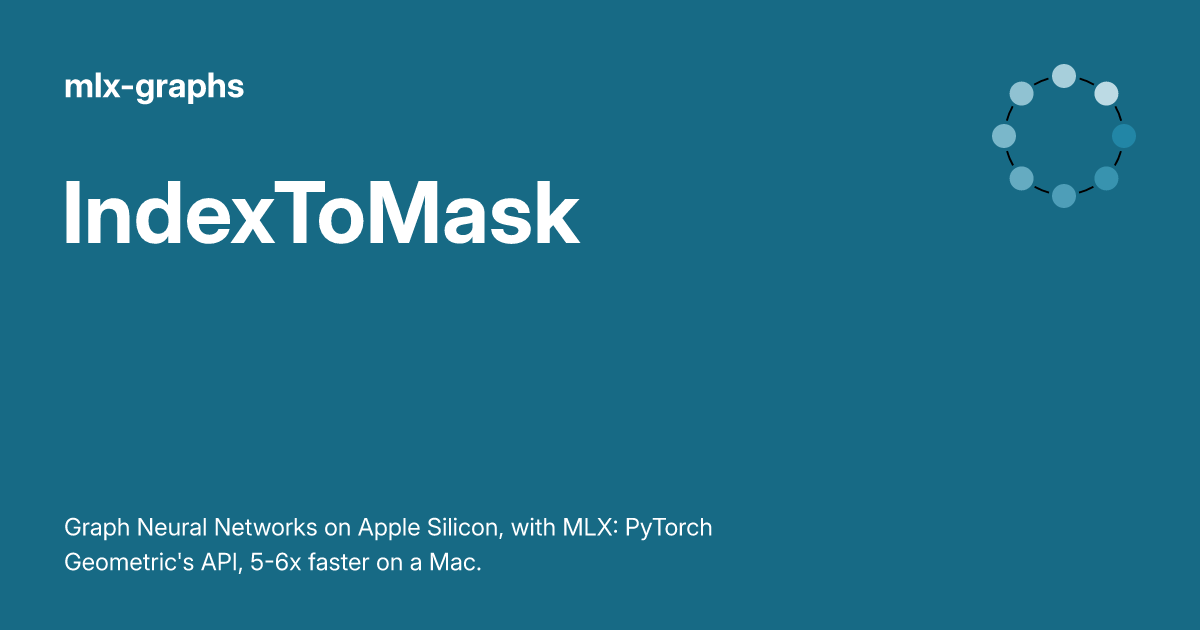 mlx-graphs
IndexToMask
Graph Neural Networks on Apple Silicon, with MLX: PyTorch
Geometric's API, 5-6x faster on a Mac.